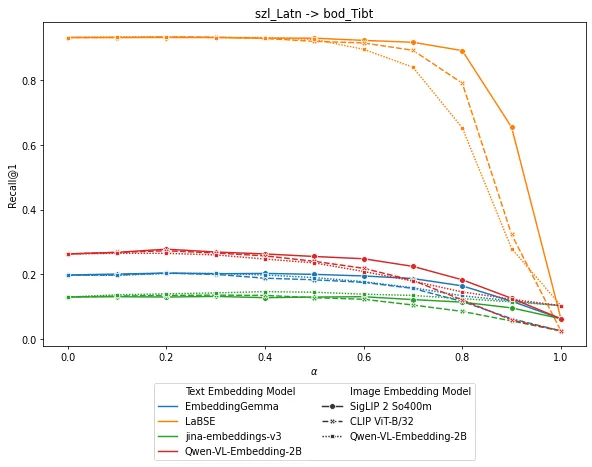 szl_Latn -> bod_Tibt
Recall@1
0.8
0.6
0.4
0.2
0.0
0.0 0.2 0.4 0.6 0.8 1.0
α
Text Embedding Model
EmbeddingGemma
LaBSE
jina-embeddings-v3
Qwen-VL-Embedding-2B
Image Embedding Model
SigLIP 2 So400m
CLIP ViT-B/32
Qwen-VL-Embedding-2B